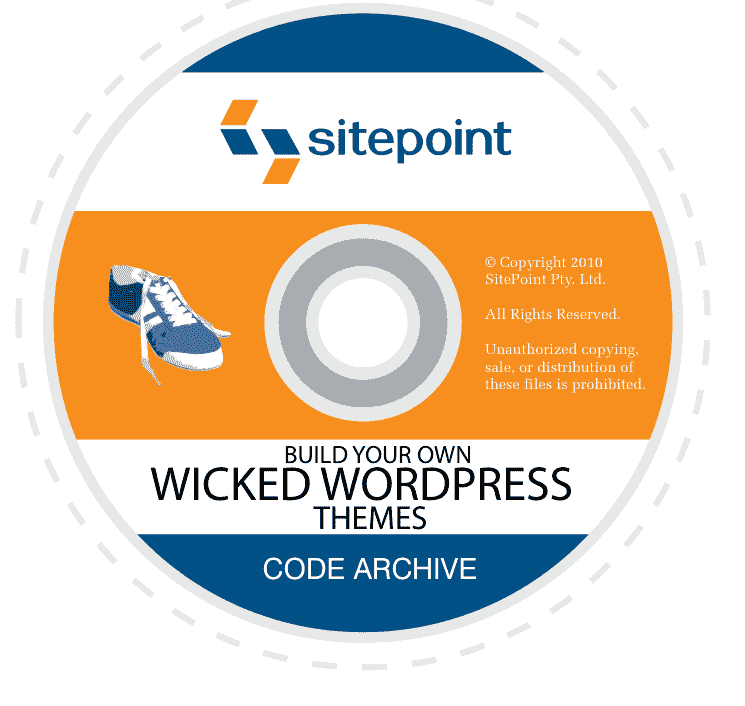 sitepoint
© Copyright 2010
SitePoint Pty. Ltd.
All Rights Reserved.
Unauthorized copying,
sale, or distribution of
these files is prohibited.
BUILD YOUR OWN
WICKED WORDPRESS
THEMES
CODE ARCHIVE